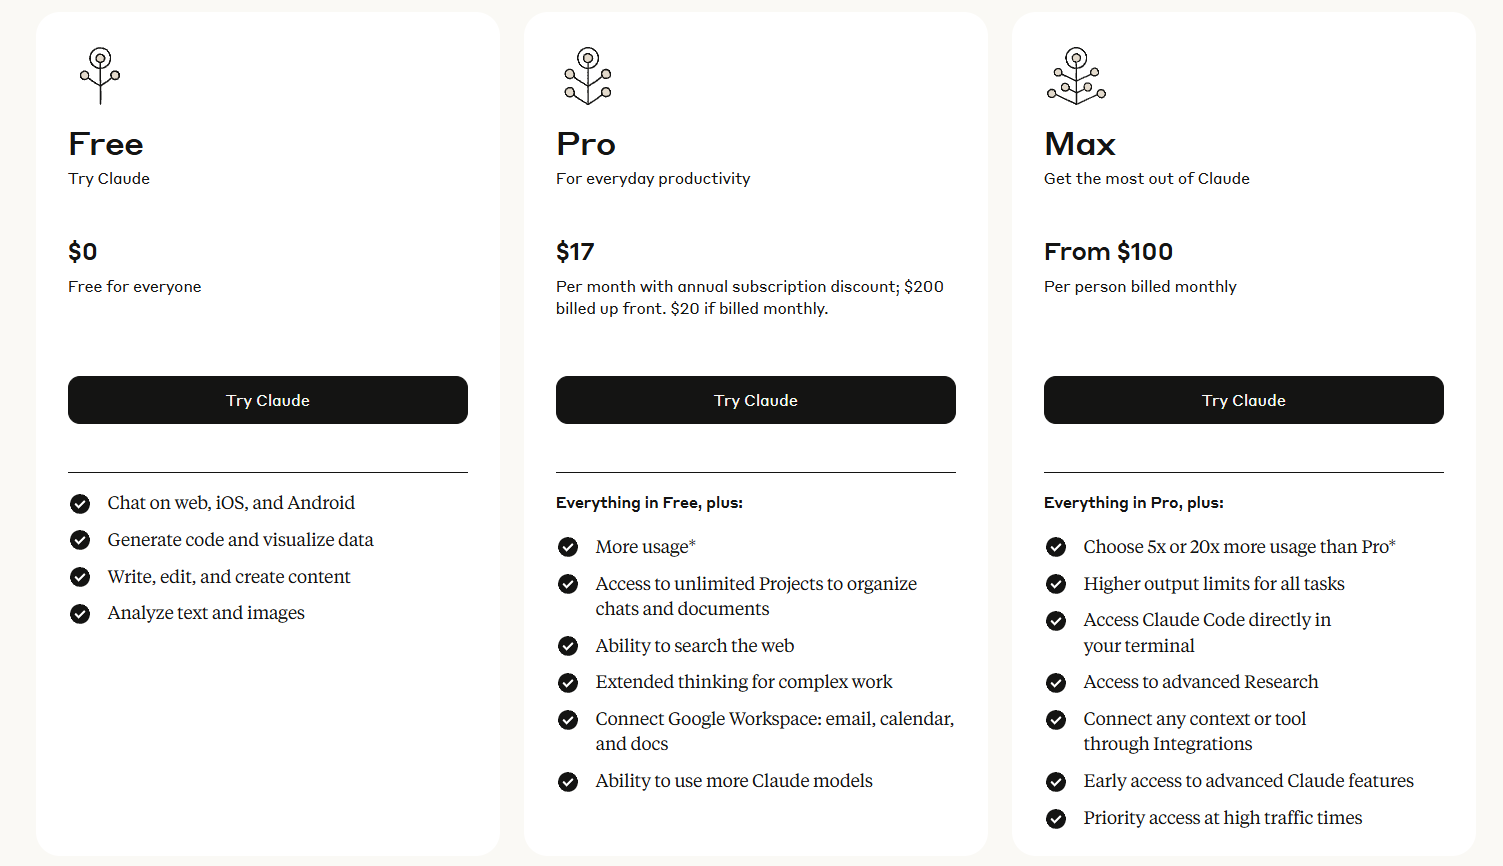 Free
Try Claude
$0
Free for everyone
Try Claude
Chat on web, iOS, and Android
Generate code and visualize data
Write, edit, and create content
Analyze text and images
Pro
For everyday productivity
$17
Per month with annual subscription discount; $200
billed up front. $20 if billed monthly.
Try Claude
Everything in Free, plus:
More usage*
Access to unlimited Projects to organize
chats and documents
Ability to search the web
Extended thinking for complex work
Connect Google Workspace: email, calendar,
and docs
Ability to use more Claude models
Max
Get the most out of Claude
From $100
Per person billed monthly
Try Claude
Everything in Pro, plus:
Choose 5x or 20x more usage than Pro*
Higher output limits for all tasks
Access Claude Code directly in
your terminal
Access to advanced Research
Connect any context or tool
through Integrations
Early access to advanced Claude features
Priority access at high traffic times